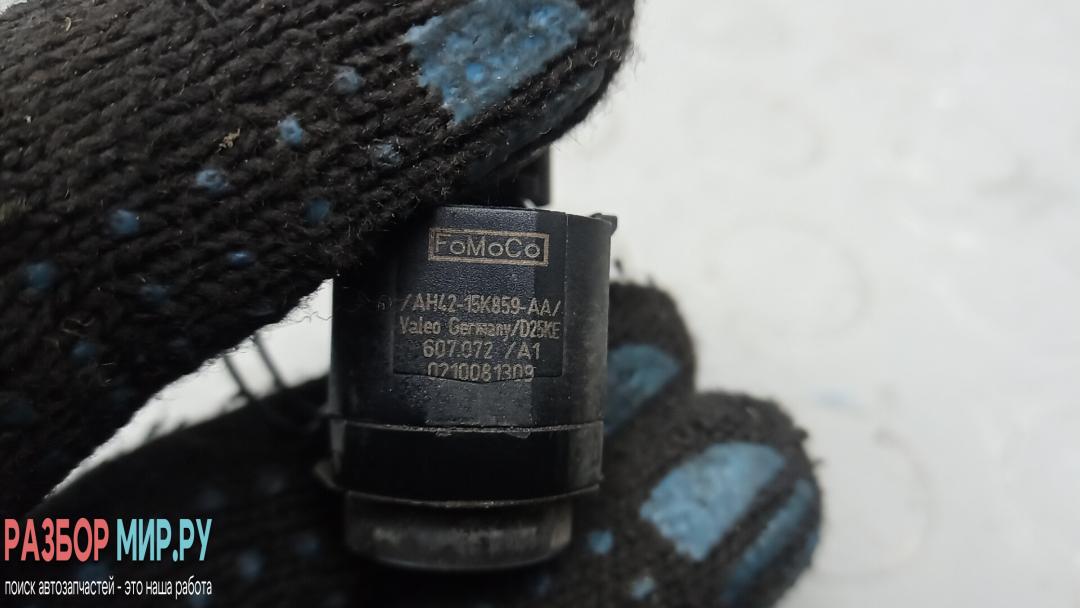 FoMoCo
/AH42-15K859-AA/
Valeo Germany/D25KE
607.072 /A1
0210081309
РАЗБОР МИР.РУ
поиск автозапчастей - это наша работа